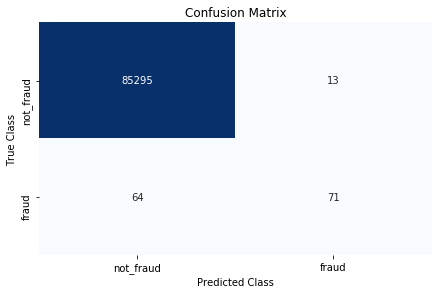 Confusion Matrix
True Class
not_fraud
85295
13
fraud
64
71
not_fraud
fraud
Predicted Class